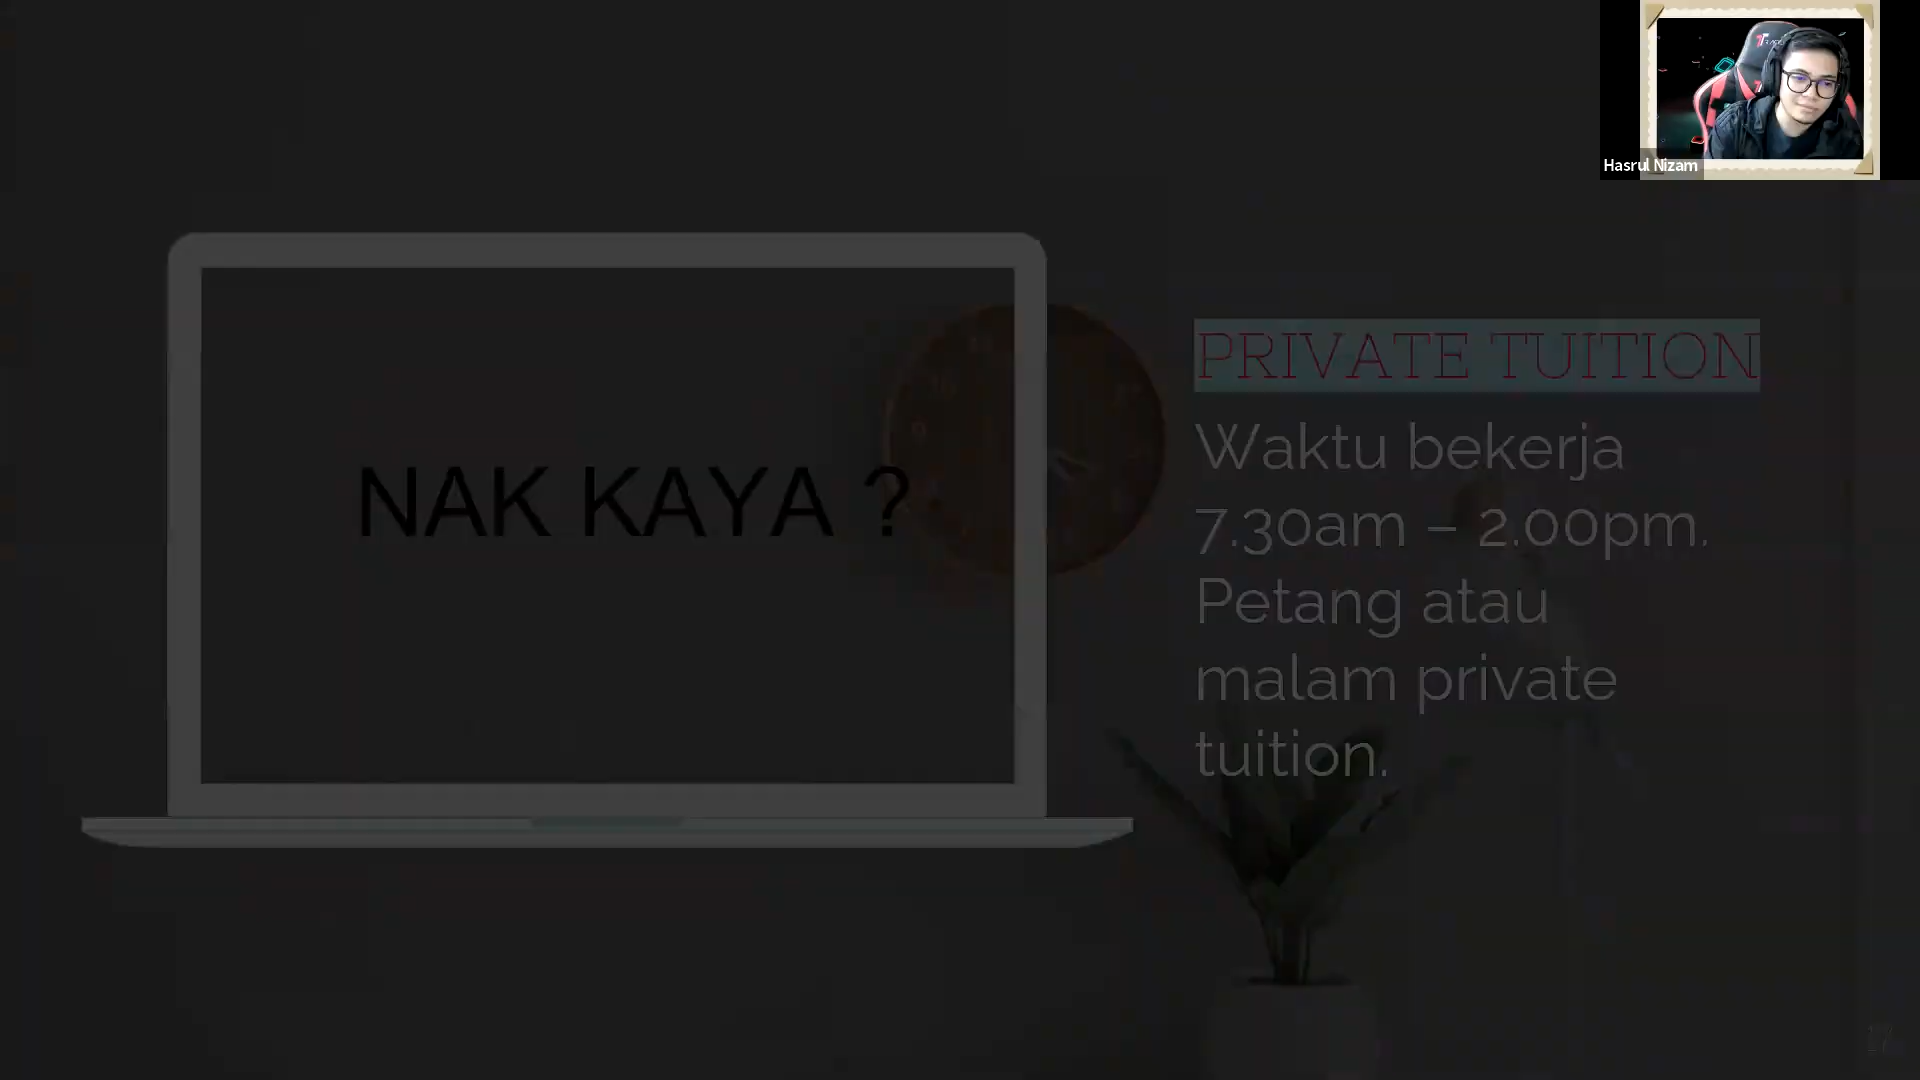 Hasrul Nizam
NAK KAYA ?
PRIVATE TUITION
Waktu bekerja
7.30am – 2.00pm.
Petang atau
malam private
tuition.